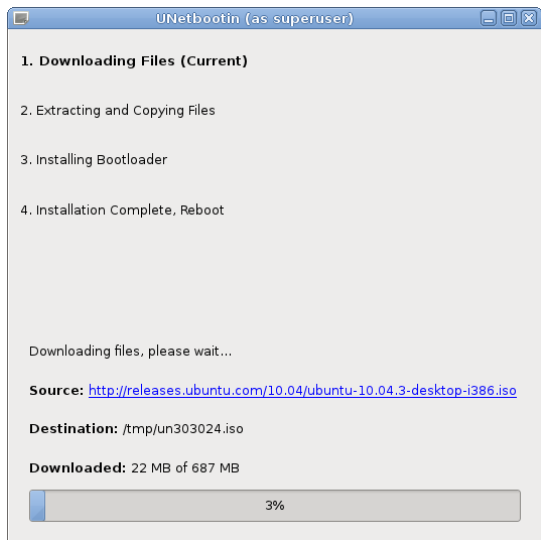 UNetbootin (as superuser)
1. Downloading Files (Current)
2. Extracting and Copying Files
3. Installing Bootloader
4. Installation Complete, Reboot
Downloading files, please wait...
Source: http://releases.ubuntu.com/10.04/ubuntu-10.04.3-desktop-i386.iso
Destination: /tmp/un303024.iso
Downloaded: 22 MB of 687 MB
3%